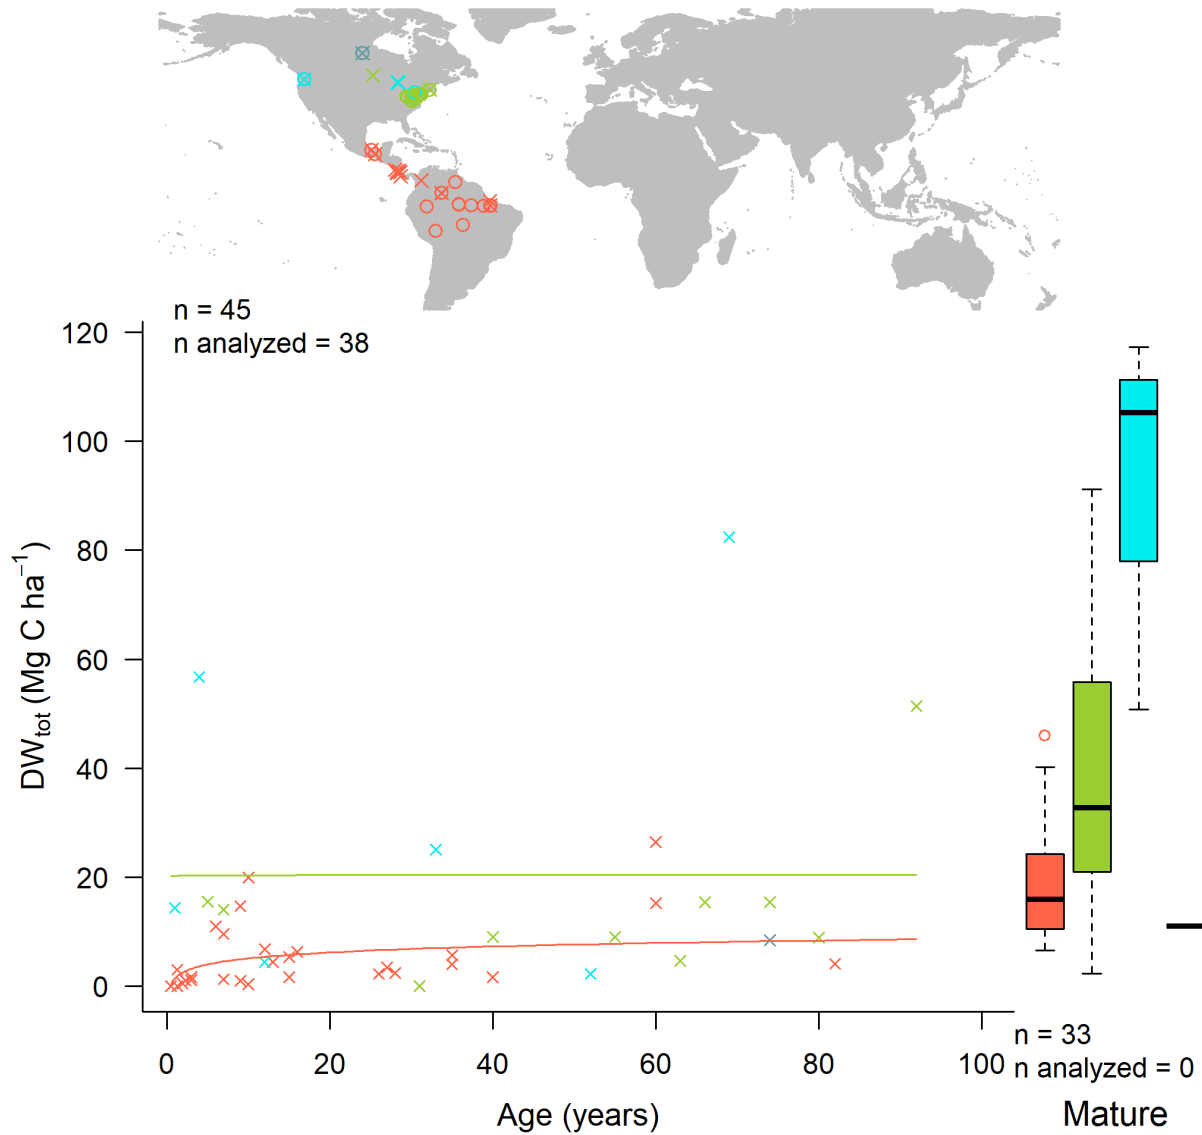 n = 45
n analyzed = 38
120
100
80
60
40
20
0
DWtot (Mg C ha−1)
0 20 40 60 80 100
Age (years)
n = 33
n analyzed = 0
Mature